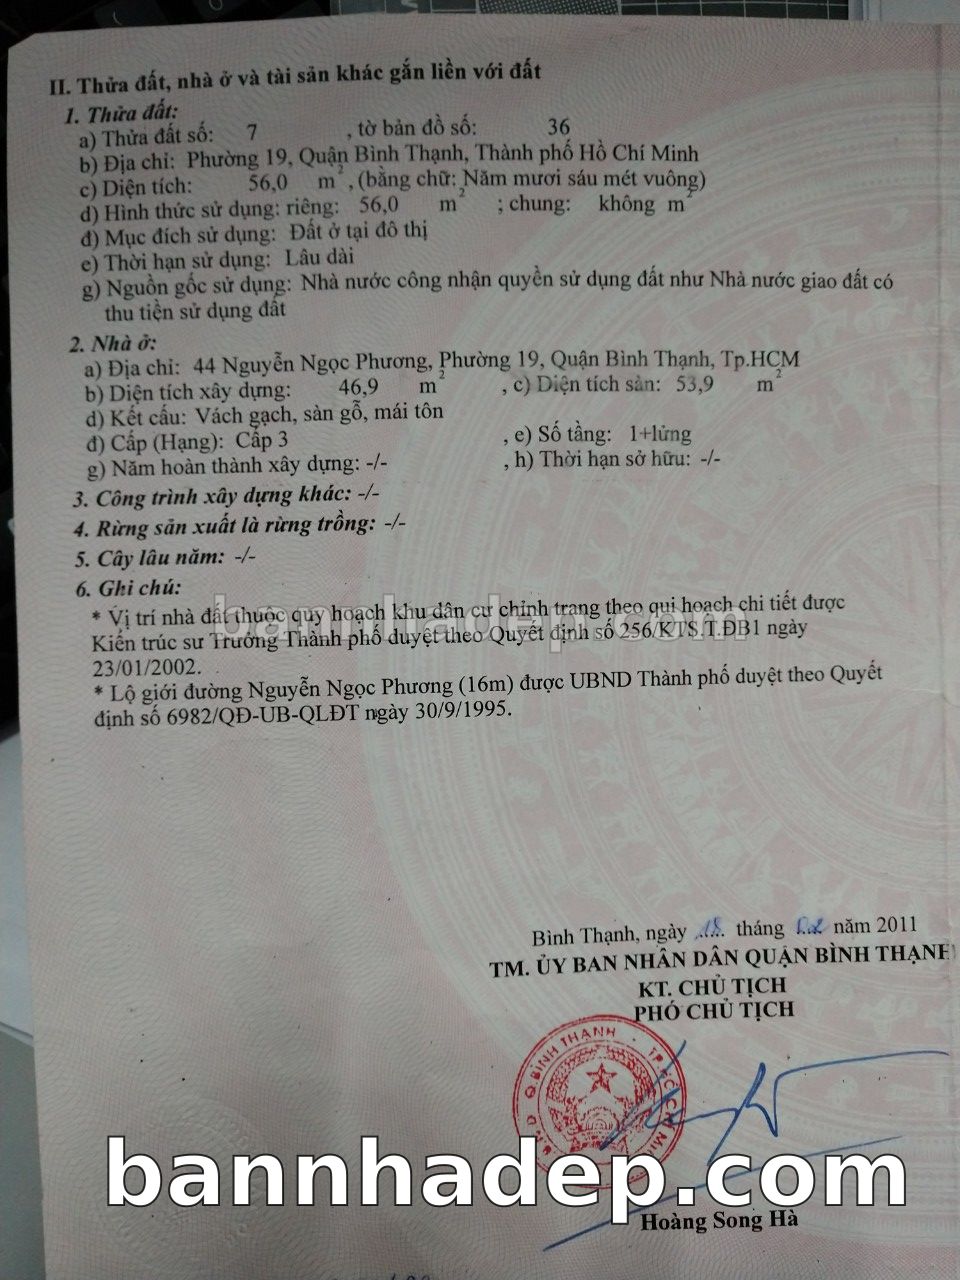 II. Thửa đất, nhà ở và tài sản khác gắn liền với đất
1. Thửa đất:
a) Thửa đất số: 7 , tờ bản đồ số: 36
b) Địa chỉ: Phường 19, Quận Bình Thạnh, Thành phố Hồ Chí Minh
c) Diện tích: 56,0 m², (bằng chữ: Năm mươi sáu mét vuông)
d) Hình thức sử dụng: riêng: 56,0 m² ; chung: không m²
đ) Mục đích sử dụng: Đất ở tại đô thị
e) Thời hạn sử dụng: Lâu dài
g) Nguồn gốc sử dụng: Nhà nước công nhận quyền sử dụng đất như Nhà nước giao đất có
thu tiện sử dụng đất
2. Nhà ở:
a) Địa chỉ: 44 Nguyễn Ngọc Phương, Phường 19, Quận Bình Thạnh, Tp.HCM
b) Diện tích xây dựng: 46,9 m² , c) Diện tích sàn: 53,9 m²
d) Kết cấu: Vách gạch, sàn gỗ, mái tôn
đ) Cấp (Hạng): Cấp 3 , e) Số tầng: 1+lửng
g) Năm hoàn thành xây dựng: -/- , h) Thời hạn sở hữu: -/-
3. Công trình xây dựng khác: -/-
4. Rừng sản xuất là rừng trồng: -/-
5. Cây lâu năm: -/-
6. Ghi chú:
* Vị trí nhà đất thuộc quy hoạch khu dân cư chỉnh trang theo qui hoạch chi tiết được
Kiến trúc sư Trưởng Thành phố duyệt theo Quyết định số 256/KTS.T.ĐB1 ngày
23/01/2002.
* Lộ giới đường Nguyễn Ngọc Phương (16m) được UBND Thành phố duyệt theo Quyết
định số 6982/QĐ-UB-QLĐT ngày 30/9/1995.
bannhadep.com
Bình Thạnh, ngày 18 tháng 02 năm 2011
TM. ỦY BAN NHÂN DÂN QUẬN BÌNH THẠNH
KT. CHỦ TỊCH
PHÓ CHỦ TỊCH
U.B.N.D Q.BÌNH THẠNH · TP.HỒ CHÍ MINH
bannhadep.com
Hoàng Song Hà